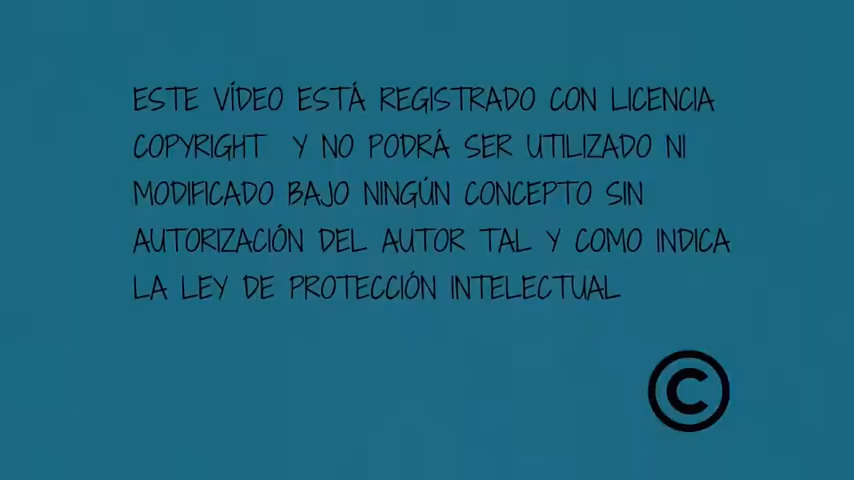 ESTE VÍDEO ESTÁ REGISTRADO CON LICENCIA
COPYRIGHT Y NO PODRÁ SER UTILIZADO NI
MODIFICADO BAJO NINGÚN CONCEPTO SIN
AUTORIZACIÓN DEL AUTOR TAL Y COMO INDICA
LA LEY DE PROTECCIÓN INTELECTUAL
©